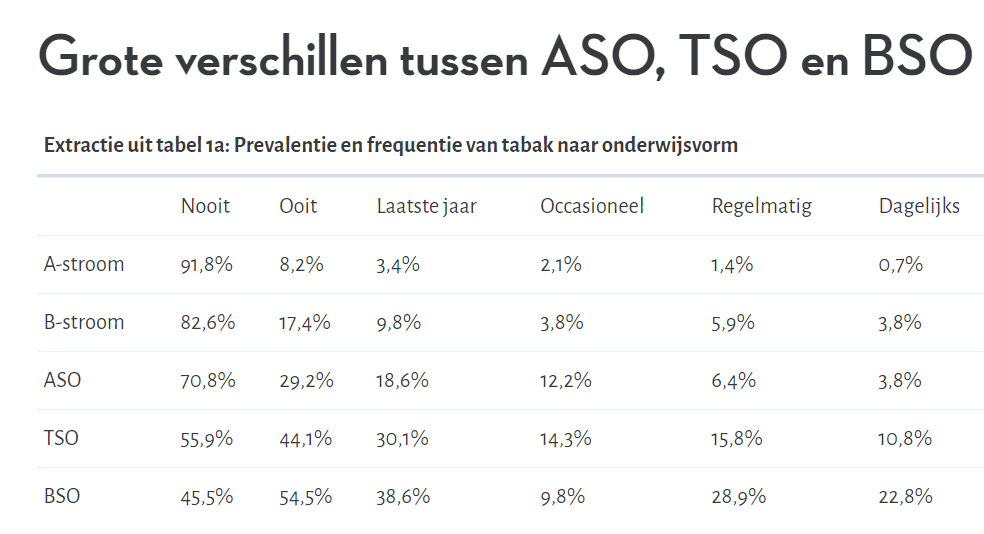 Grote verschillen tussen ASO, TSO en BSO
Extractie uit tabel 1a: Prevalentie en frequentie van tabak naar onderwijsvorm
Nooit Ooit Laatste jaar Occasioneel Regelmatig Dagelijks
A-stroom 91,8% 8,2% 3,4% 2,1% 1,4% 0,7%
B-stroom 82,6% 17,4% 9,8% 3,8% 5,9% 3,8%
ASO 70,8% 29,2% 18,6% 12,2% 6,4% 3,8%
TSO 55,9% 44,1% 30,1% 14,3% 15,8% 10,8%
BSO 45,5% 54,5% 38,6% 9,8% 28,9% 22,8%